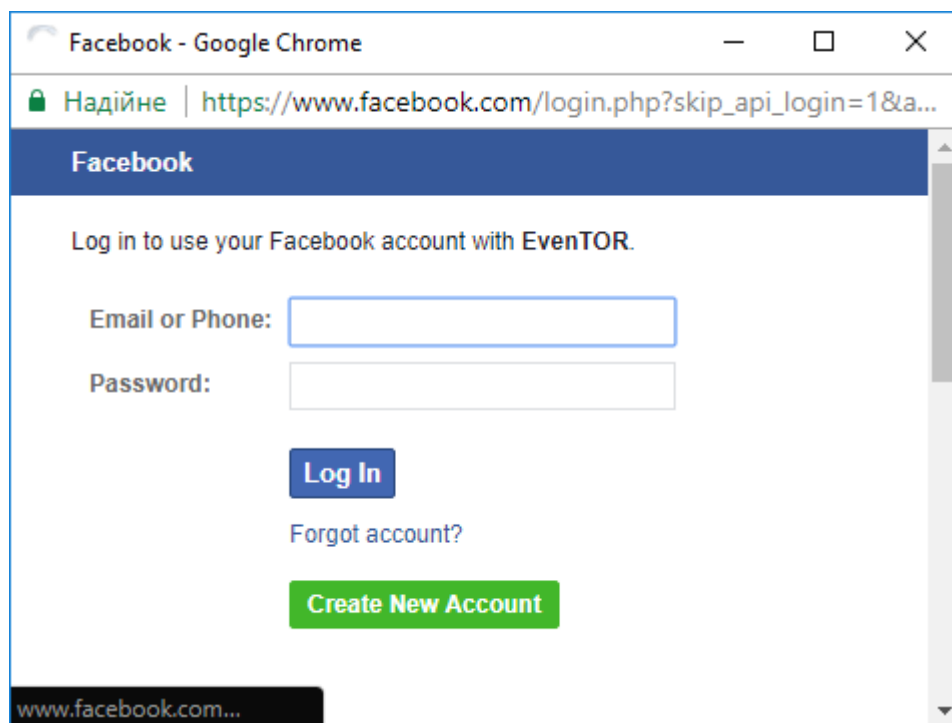 Facebook - Google Chrome
Надійне | https://www.facebook.com/login.php?skip_api_login=1&a...
Facebook
Log in to use your Facebook account with EvenTOR.
Email or Phone:
Password:
Log In
Forgot account?
Create New Account
www.facebook.com...